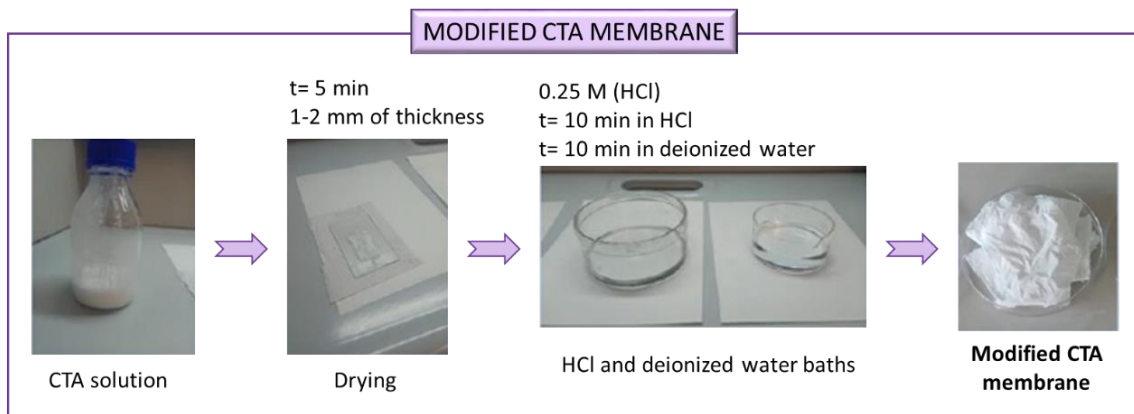 MODIFIED CTA MEMBRANE
t= 5 min
1-2 mm of thickness
0.25 M (HCl)
t= 10 min in HCl
t= 10 min in deionized water
CTA solution
Drying
HCl and deionized water baths
Modified CTA
membrane